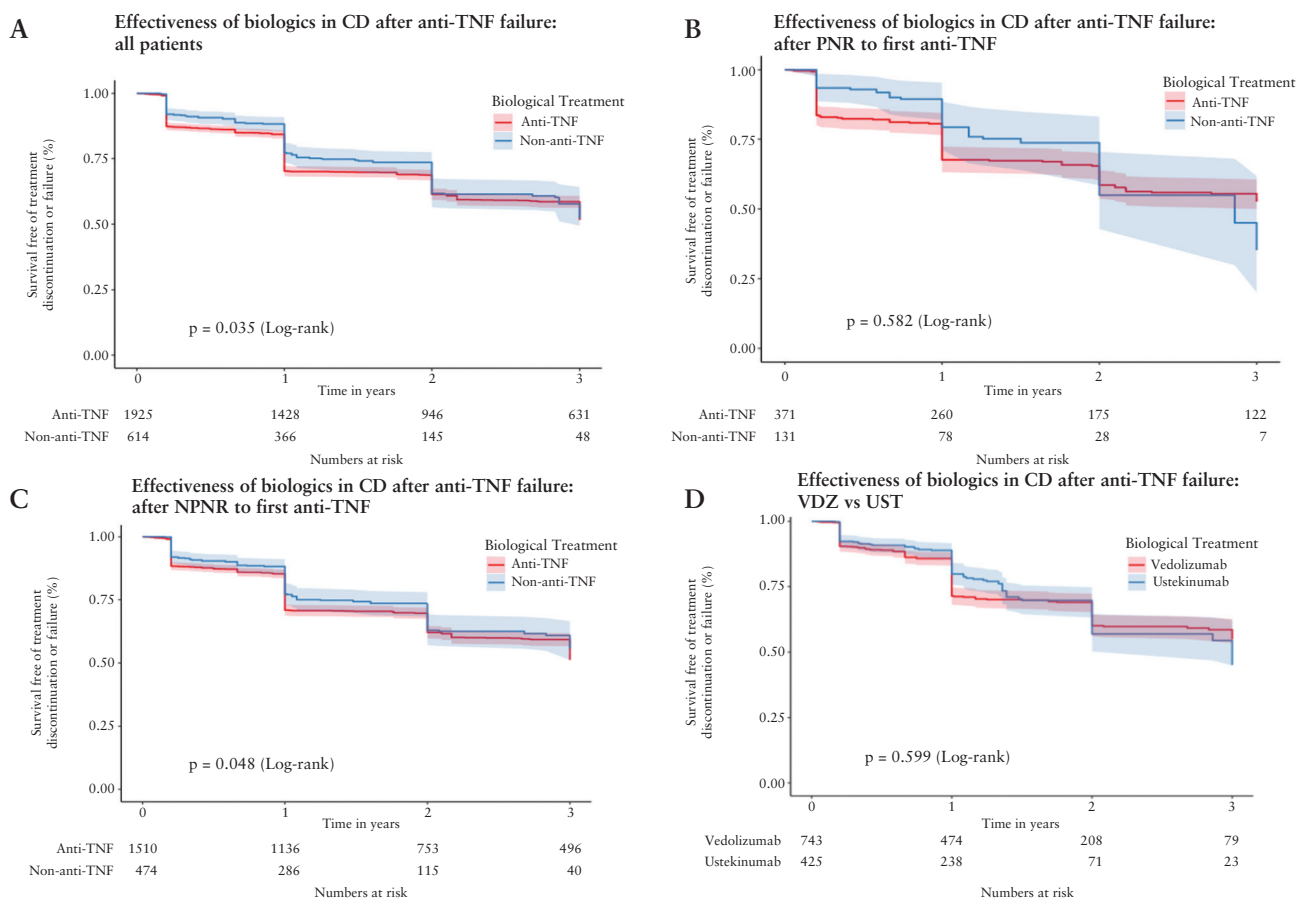 A
Effectiveness of biologics in CD after anti-TNF failure:
all patients
Survival free of treatment
discontinuation or failure (%)
1.00
0.75
0.50
0.25
0.00
Biological Treatment
Anti-TNF
Non-anti-TNF
p = 0.035 (Log-rank)
0 1 2 3
Time in years
Anti-TNF 1925 1428 946 631
Non-anti-TNF 614 366 145 48
Numbers at risk
B
Effectiveness of biologics in CD after anti-TNF failure:
after PNR to first anti-TNF
Survival free of treatment
discontinuation or failure (%)
1.00
0.75
0.50
0.25
0.00
Biological Treatment
Anti-TNF
Non-anti-TNF
p = 0.582 (Log-rank)
0 1 2 3
Time in years
Anti-TNF 371 260 175 122
Non-anti-TNF 131 78 28 7
Numbers at risk
C
Effectiveness of biologics in CD after anti-TNF failure:
after NPNR to first anti-TNF
Survival free of treatment
discontinuation or failure (%)
1.00
0.75
0.50
0.25
0.00
Biological Treatment
Anti-TNF
Non-anti-TNF
p = 0.048 (Log-rank)
0 1 2 3
Time in years
Anti-TNF 1510 1136 753 496
Non-anti-TNF 474 286 115 40
Numbers at risk
D
Effectiveness of biologics in CD after anti-TNF failure:
VDZ vs UST
Survival free of treatment
discontinuation or failure (%)
1.00
0.75
0.50
0.25
0.00
Biological Treatment
Vedolizumab
Ustekinumab
p = 0.599 (Log-rank)
0 1 2 3
Time in years
Vedolizumab 743 474 208 79
Ustekinumab 425 238 71 23
Numbers at risk